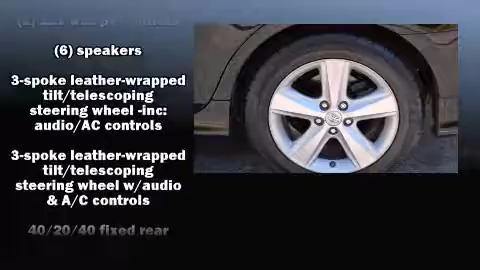 (6) speakers
3-spoke leather-wrapped
tilt/telescoping
steering wheel -inc:
audio/AC controls
3-spoke leather-wrapped
tilt/telescoping
steering wheel w/audio
& A/C controls
40/20/40 fixed rear